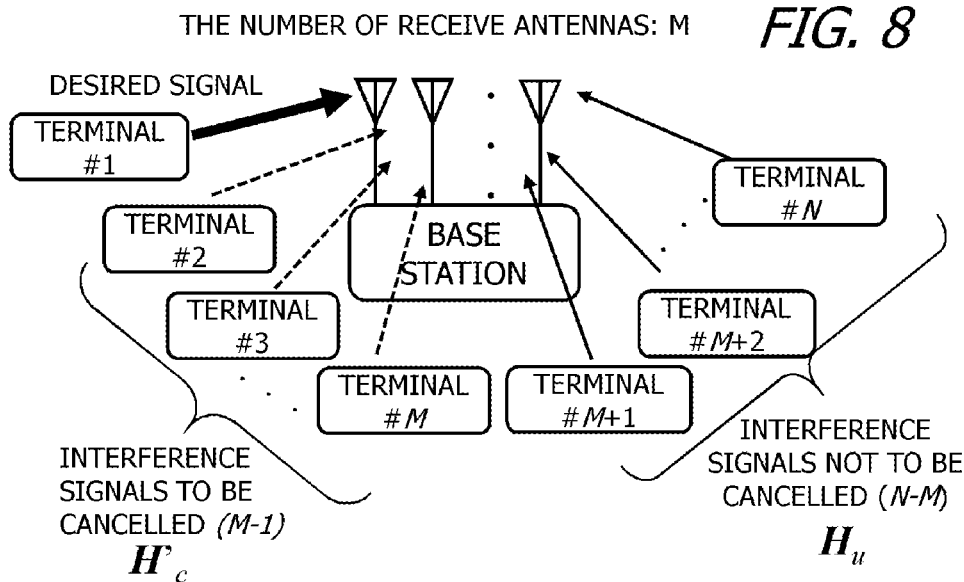 THE NUMBER OF RECEIVE ANTENNAS: M
FIG. 8
DESIRED SIGNAL
TERMINAL
#1
TERMINAL
#2
TERMINAL
#3
TERMINAL
#M
TERMINAL
#M+1
TERMINAL
#M+2
TERMINAL
#N
BASE
STATION
INTERFERENCE
SIGNALS TO BE
CANCELLED (M-1)
H'c
INTERFERENCE
SIGNALS NOT TO BE
CANCELLED (N-M)
Hu